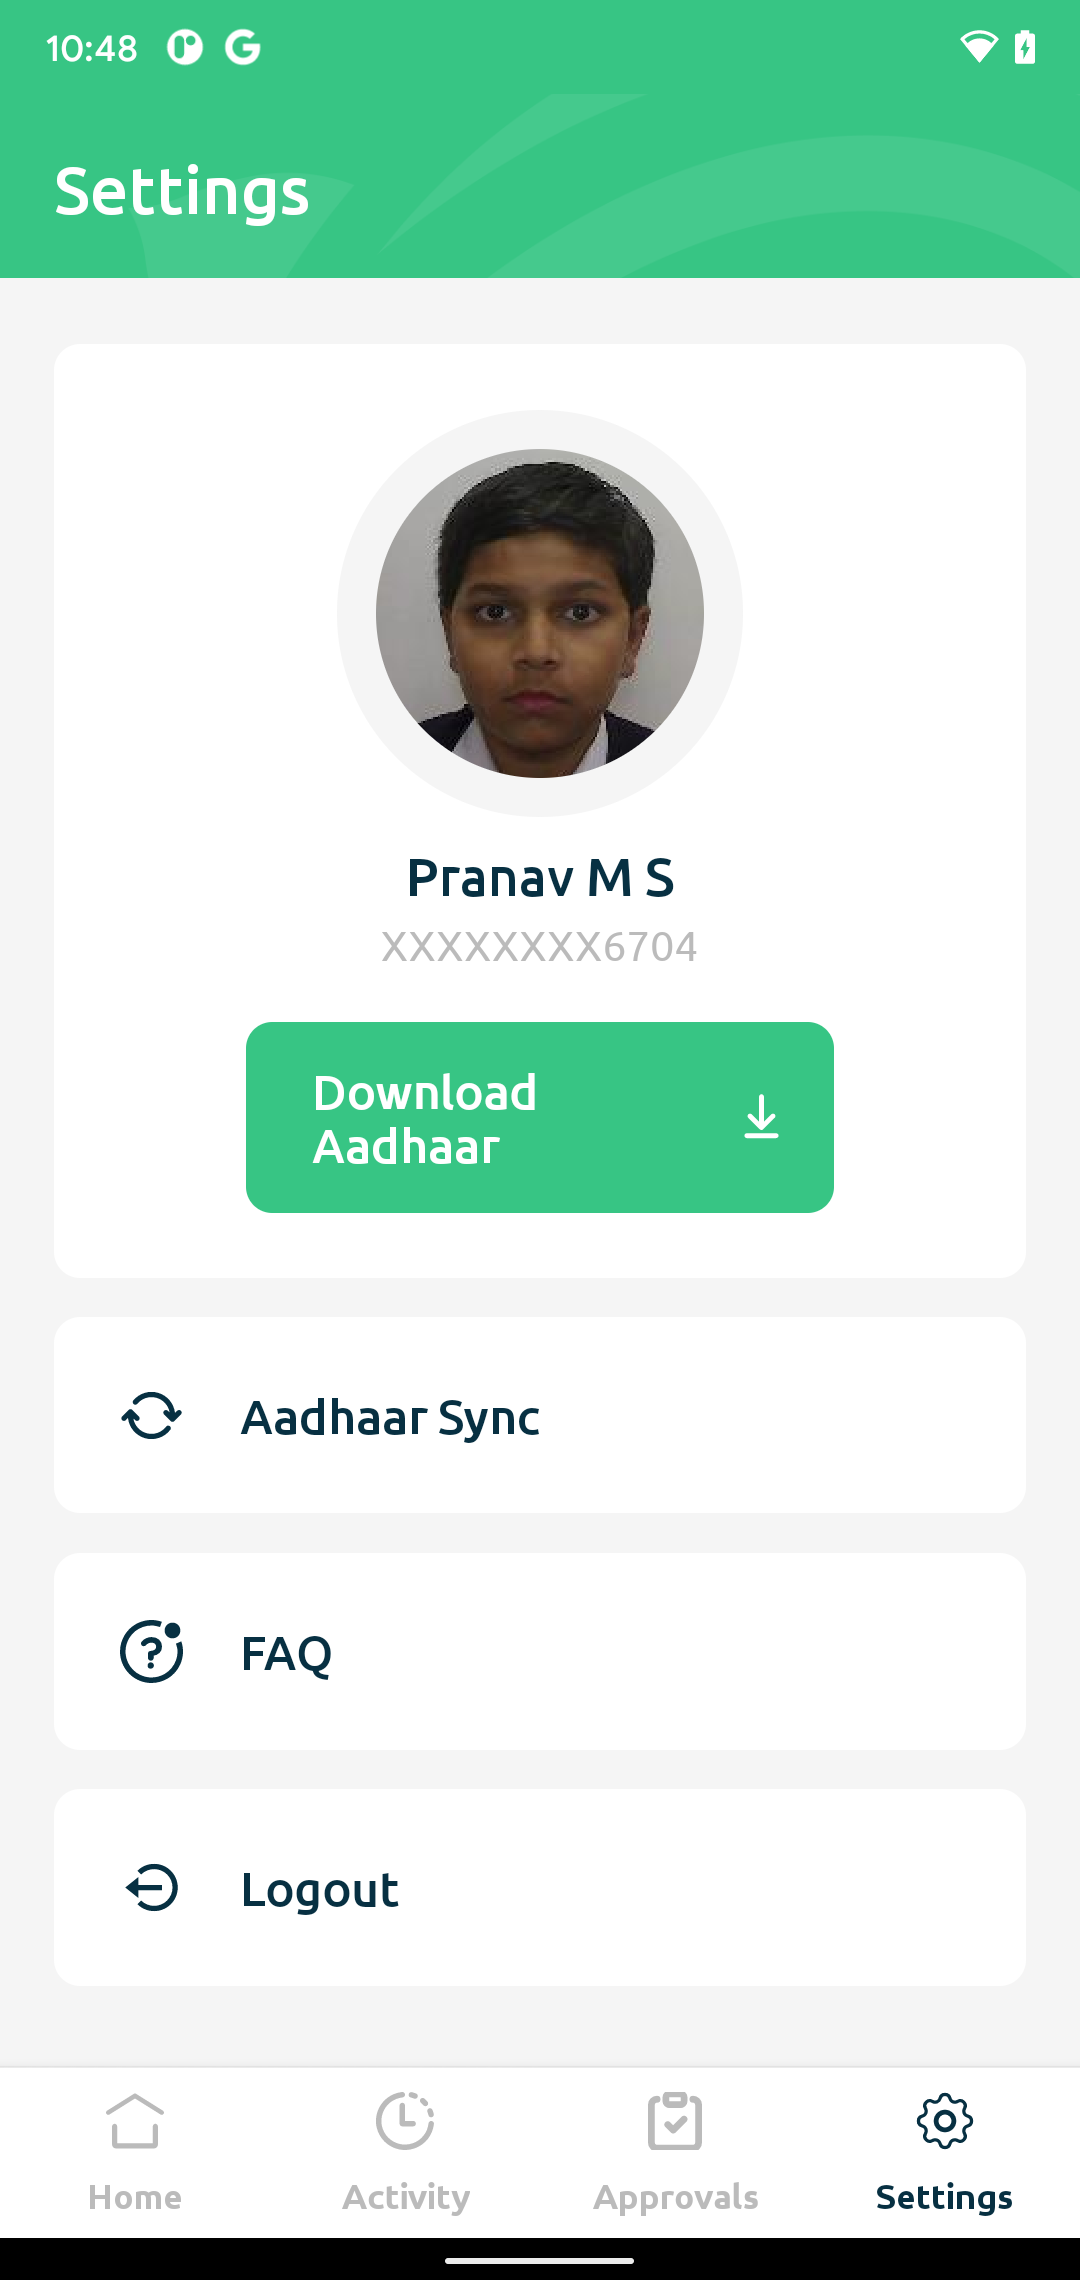 10:48
Settings
Pranav M S
XXXXXXXX6704
Download
Aadhaar
Aadhaar Sync
FAQ
Logout
Home
Activity
Approvals
Settings